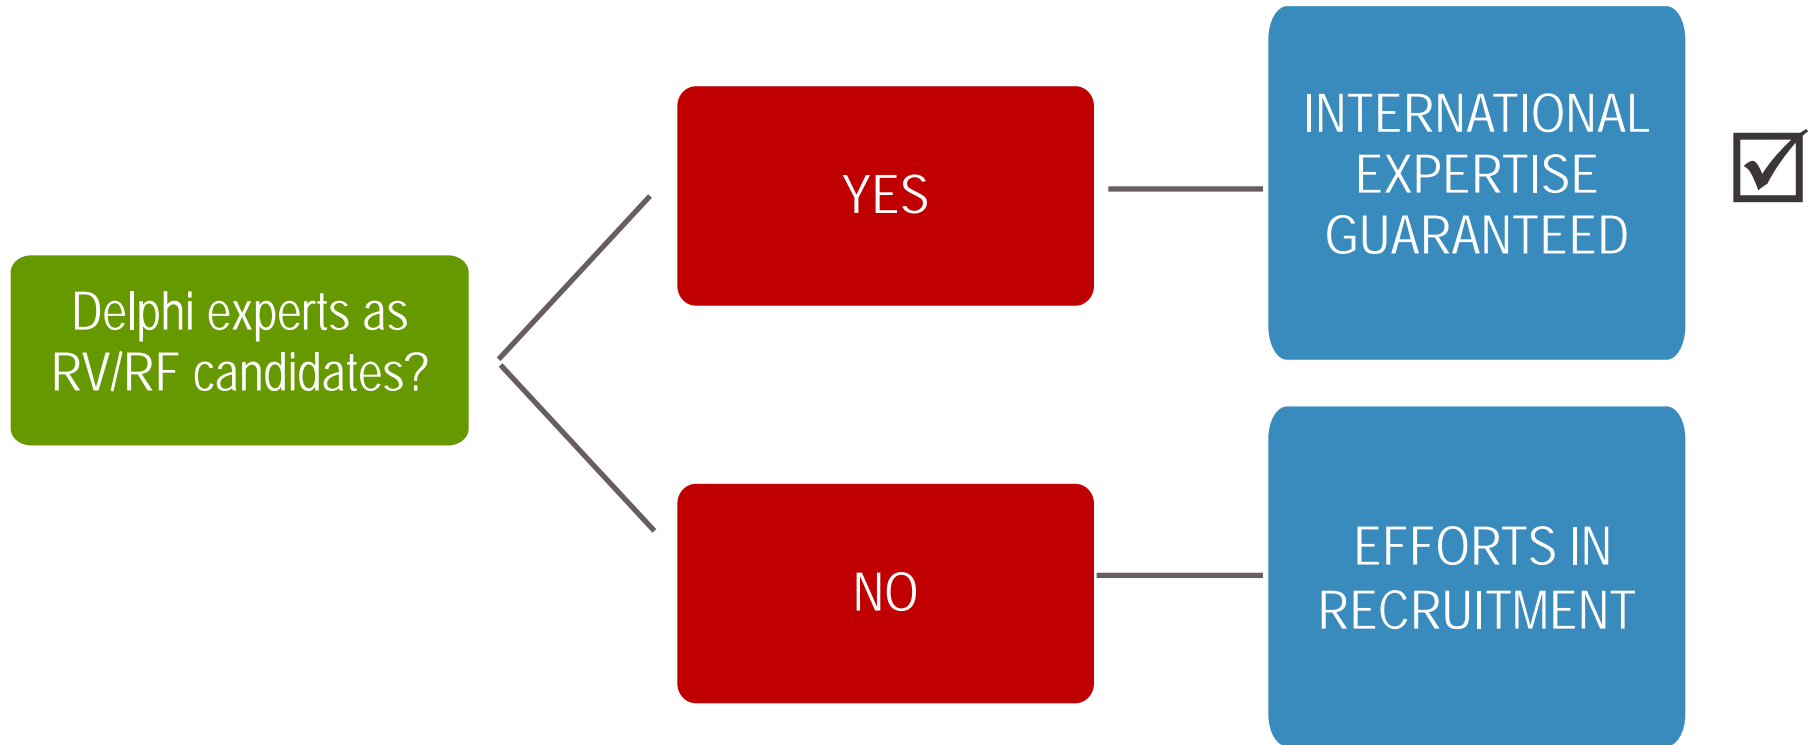 Delphi experts as
RV/RF candidates?
YES
INTERNATIONAL
EXPERTISE
GUARANTEED
NO
EFFORTS IN
RECRUITMENT